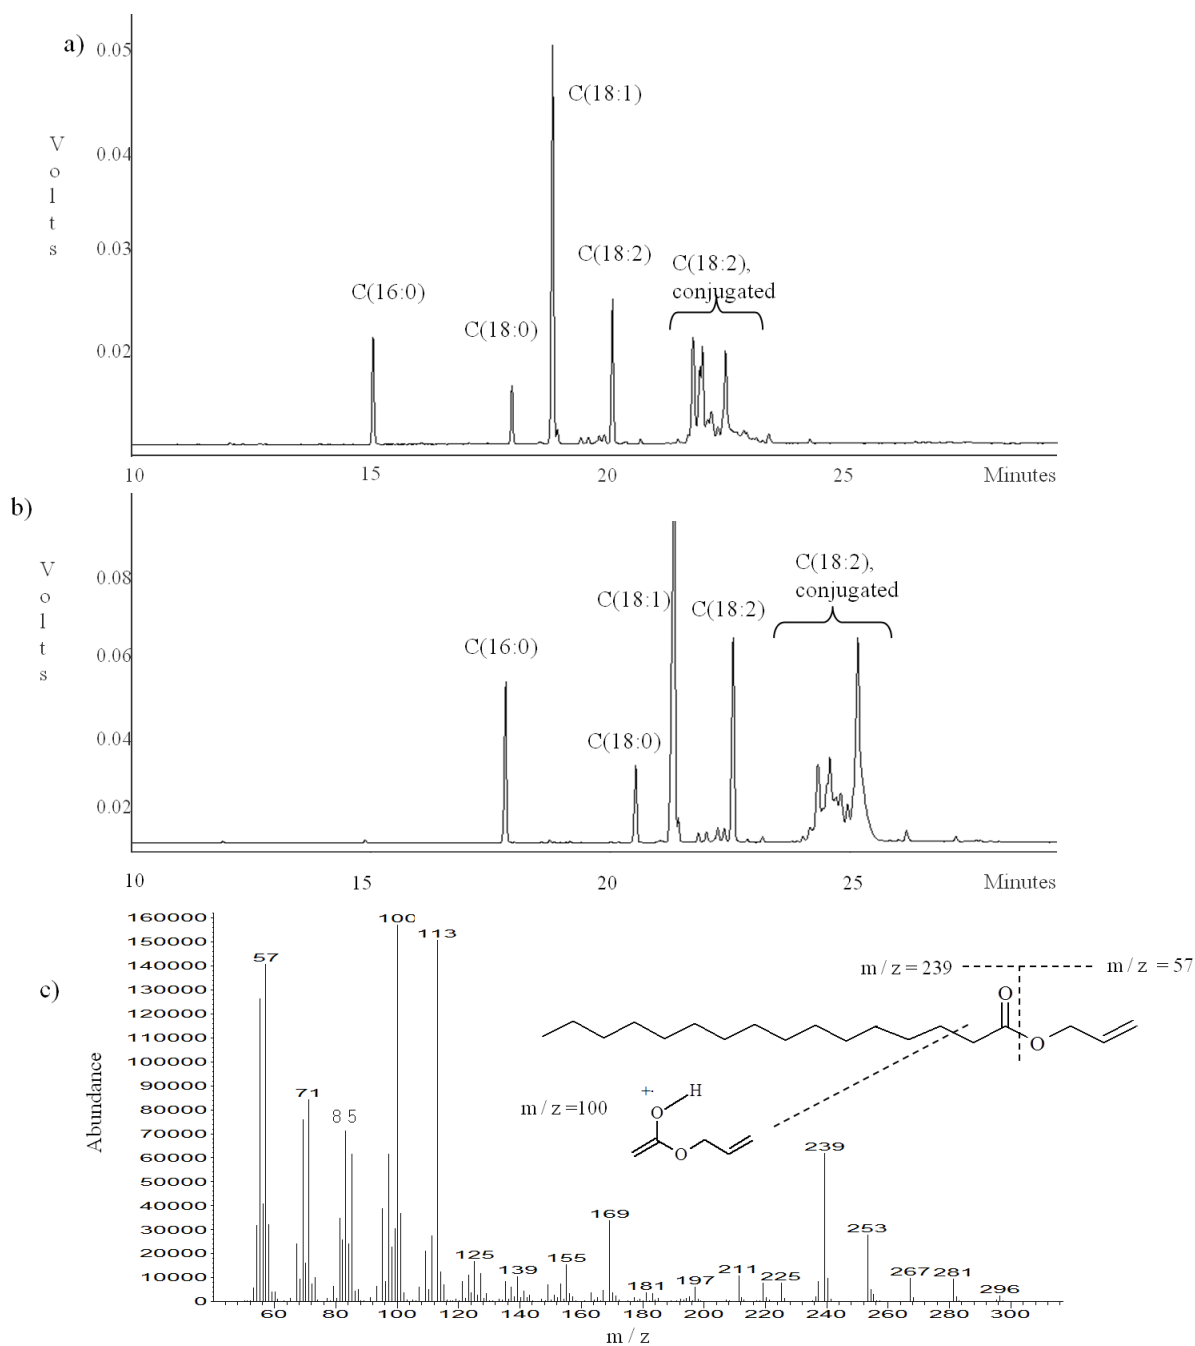 a)
Volts
0.05
0.04
0.03
0.02
C(16:0)
C(18:0)
C(18:1)
C(18:2)
C(18:2),
conjugated
10
15
20
25
Minutes
b)
Volts
0.08
0.06
0.04
0.02
C(16:0)
C(18:0)
C(18:1)
C(18:2)
C(18:2),
conjugated
10
15
20
25
Minutes
c)
Abundance
160000
150000
140000
130000
120000
110000
100000
90000
80000
70000
60000
50000
40000
30000
20000
10000
0
57
71
85
100
113
125
139
155
169
181
197
211
225
239
253
267
281
296
m / z = 239
m / z = 57
O
O
m / z =100
+·
H
O
O
60
80
100
120
140
160
180
200
220
240
260
280
300
m / z